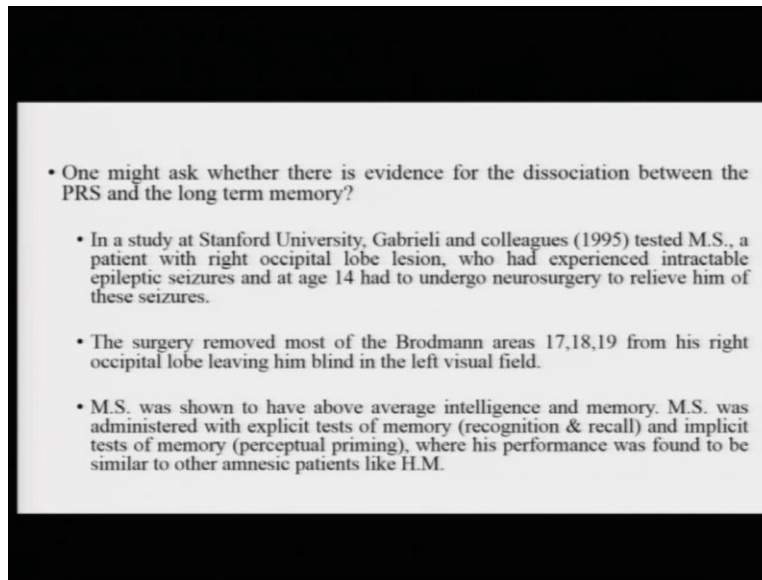 • One might ask whether there is evidence for the dissociation between the
PRS and the long term memory?
• In a study at Stanford University, Gabrieli and colleagues (1995) tested M.S., a
patient with right occipital lobe lesion, who had experienced intractable
epileptic seizures and at age 14 had to undergo neurosurgery to relieve him of
these seizures.
• The surgery removed most of the Brodmann areas 17,18,19 from his right
occipital lobe leaving him blind in the left visual field.
• M.S. was shown to have above average intelligence and memory. M.S. was
administered with explicit tests of memory (recognition & recall) and implicit
tests of memory (perceptual priming), where his performance was found to be
similar to other amnesic patients like H.M.